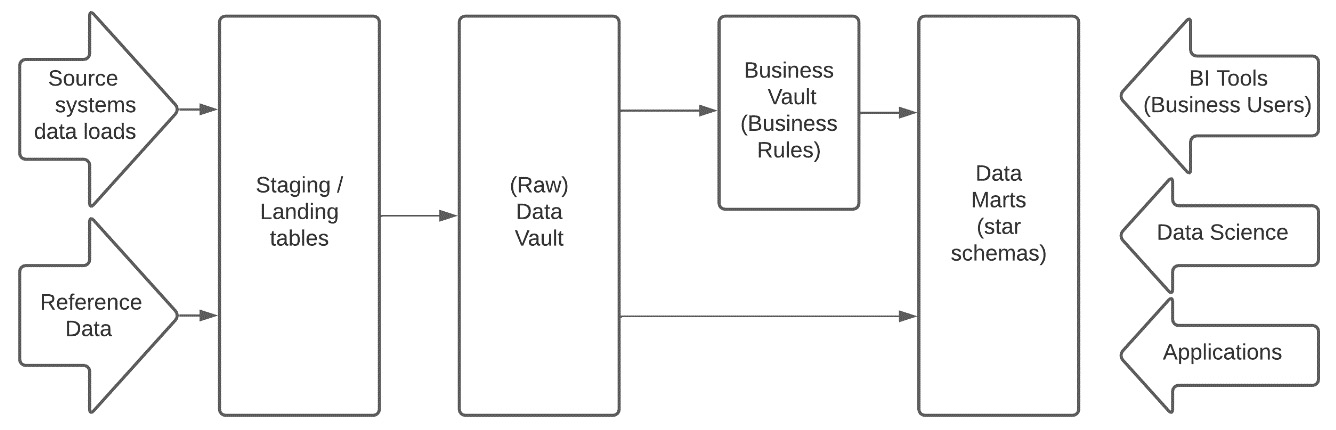 Source
systems
data loads
Reference
Data
Staging /
Landing
tables
(Raw)
Data
Vault
Business
Vault
(Business
Rules)
Data
Marts
(star
schemas)
BI Tools
(Business Users)
Data Science
Applications